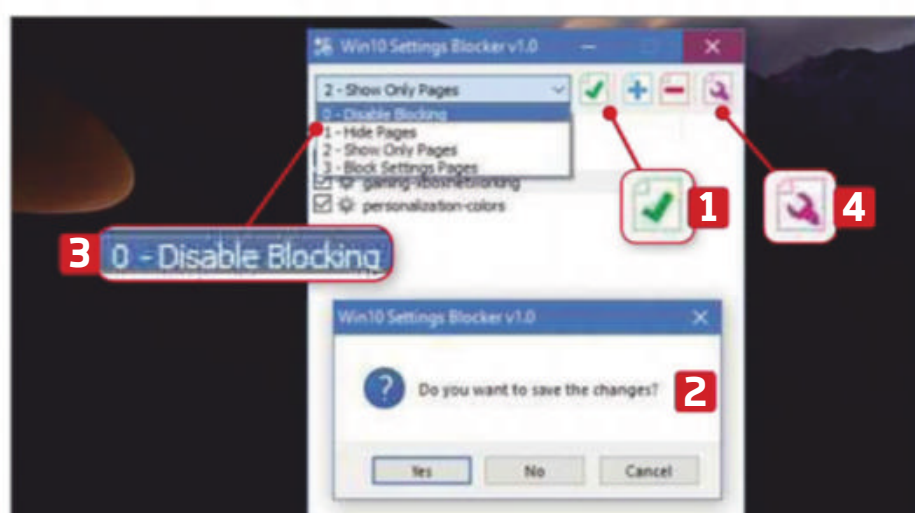 Win10 Settings Blocker v1.0
2 - Show Only Pages
0 - Disable Blocking
1 - Hide Pages
2 - Show Only Pages
3 - Block Settings Pages
gaming-xboxnetworking
personalization-colors
1
4
3
0 - Disable Blocking
Win10 Settings Blocker v1.0
Do you want to save the changes?
2
Yes
No
Cancel